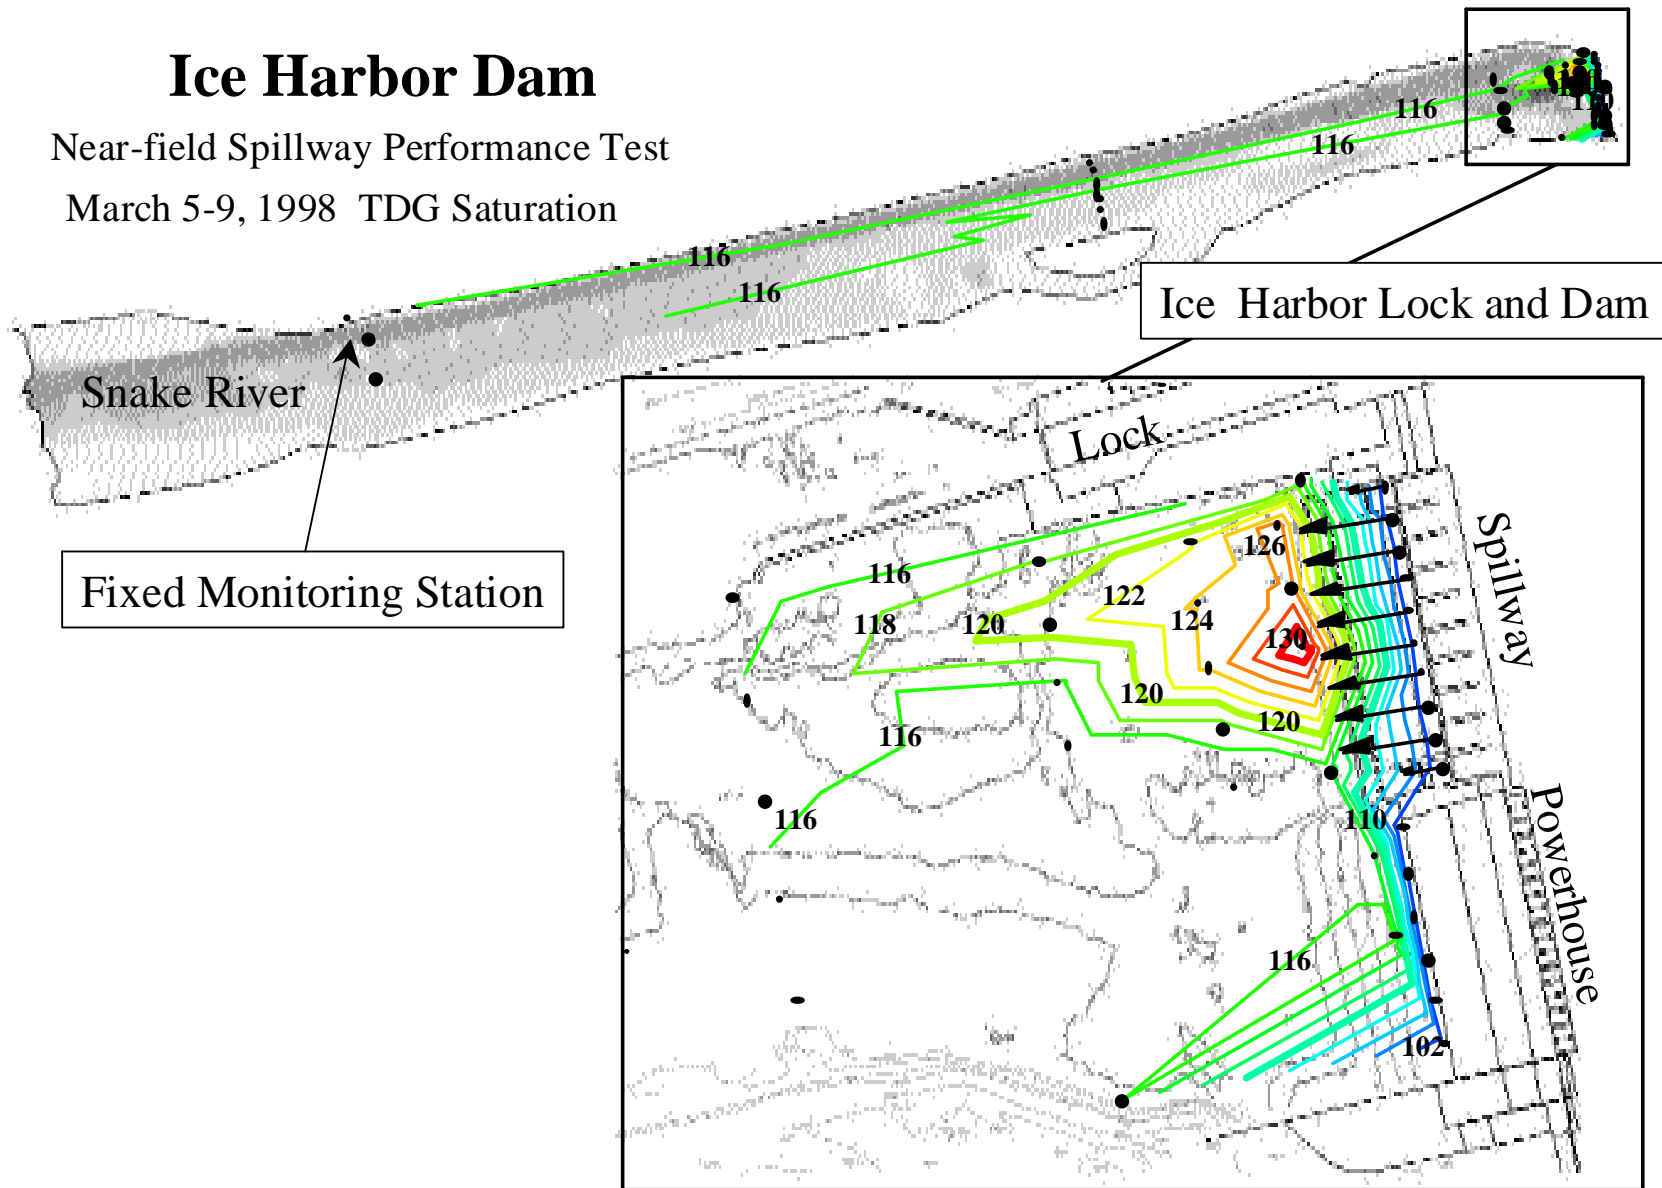 Ice Harbor Dam
Near-field Spillway Performance Test
March 5-9, 1998 TDG Saturation
116
116
116
116
110
Ice Harbor Lock and Dam
Snake River
Fixed Monitoring Station
Lock
Spillway
Powerhouse
126
116
122
118
120
124
130
120
120
116
116
110
116
102